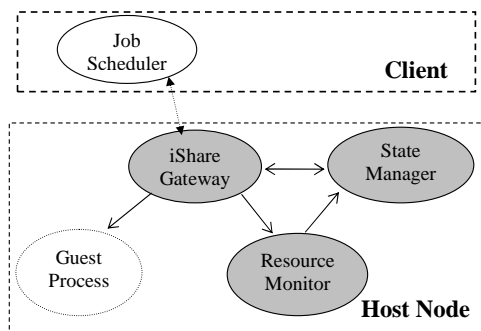 Job
Scheduler
Client
iShare
Gateway
State
Manager
Guest
Process
Resource
Monitor
Host Node